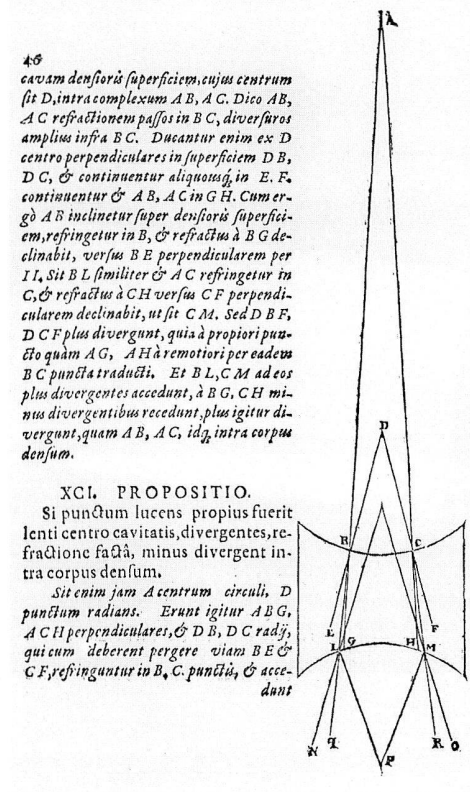 46
cavam densioris superficiem, cujus centrum
sit D, intra complexum A B, A C. Dico AB,
A C refractionem passos in B C, diversuros
amplius infra B C. Ducantur enim ex D
centro perpendiculares in superficiem D B,
D C, & continuentur aliquousq, in E. F.
continuentur & A B, A C in G H. Cum er-
gò A B inclinetur super densioris superfici-
em, refringetur in B, & refractus à B G de-
clinabit, versus B E perpendicularem per
I I. Sit B L similiter & A C refringetur in
C, & refractus à C H versus C F perpendi-
cularem declinabit, ut sit C M. Sed D B F,
D C F plus divergunt, quia à propiori pun-
cto quàm A G, A H à remotiori per eadem
B C puncta traducti. Et B L, C M ad eos
plus divergentes accedunt, à B G, C H mi-
nus divergentibus recedunt, plus igitur di-
vergunt, quam A B, A C, idq, intra corpus
densum.
XCI. PROPOSITIO.
Si punctum lucens propius fuerit
lenti centro cavitatis, divergentes, re-
fractione factâ, minus divergent in-
tra corpus densum.
Sit enim jam A centrum circuli, D
punctum radians. Erunt igitur A B G,
A C H perpendiculares, & D B, D C radij,
qui cum deberent pergere viam B E &
C F, refringuntur in B, C. punctis, & acce-
dunt
A
D
B C
E F
L G H M
N Q P R O